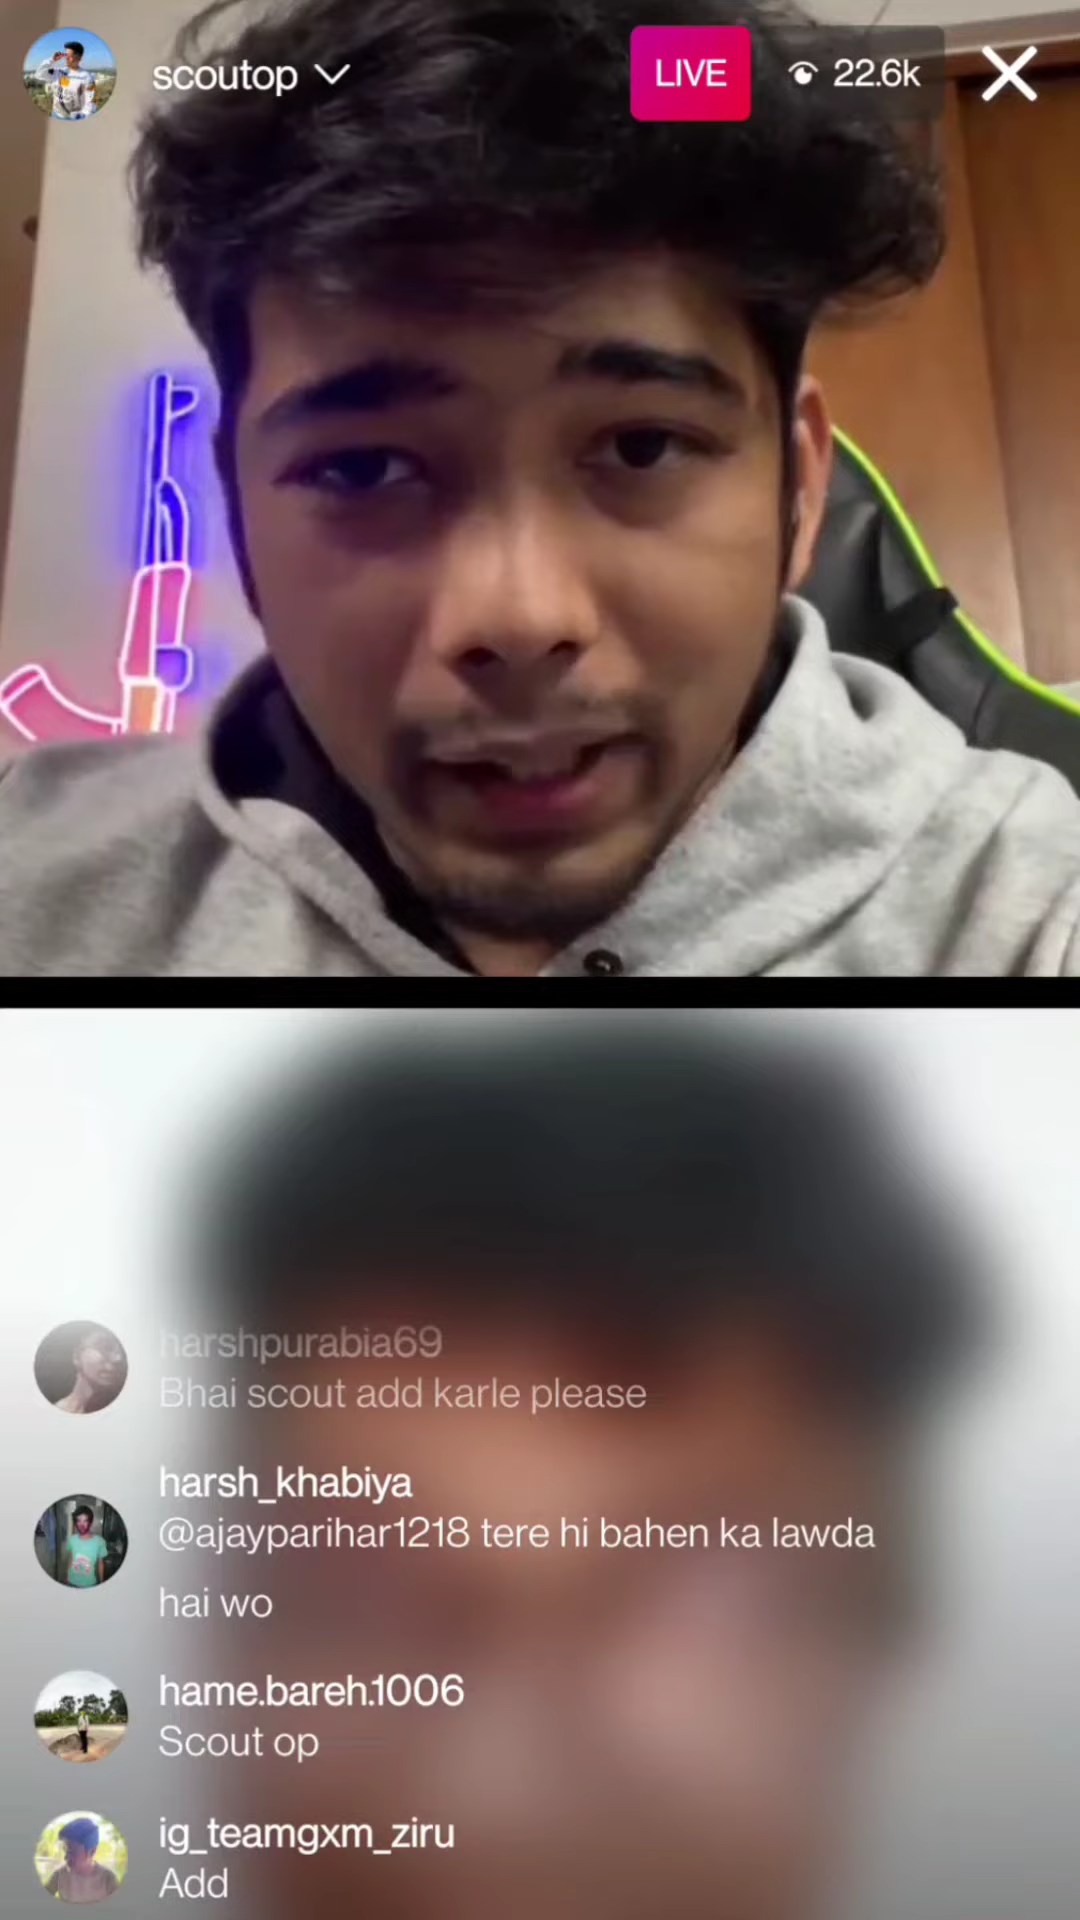 scoutop
LIVE
22.6k
harshpurabia69
Bhai scout add karle please
harsh_khabiya
@ajayparihar1218 tere hi bahen ka lawda
hai wo
hame.bareh.1006
Scout op
ig_teamgxm_ziru
Add